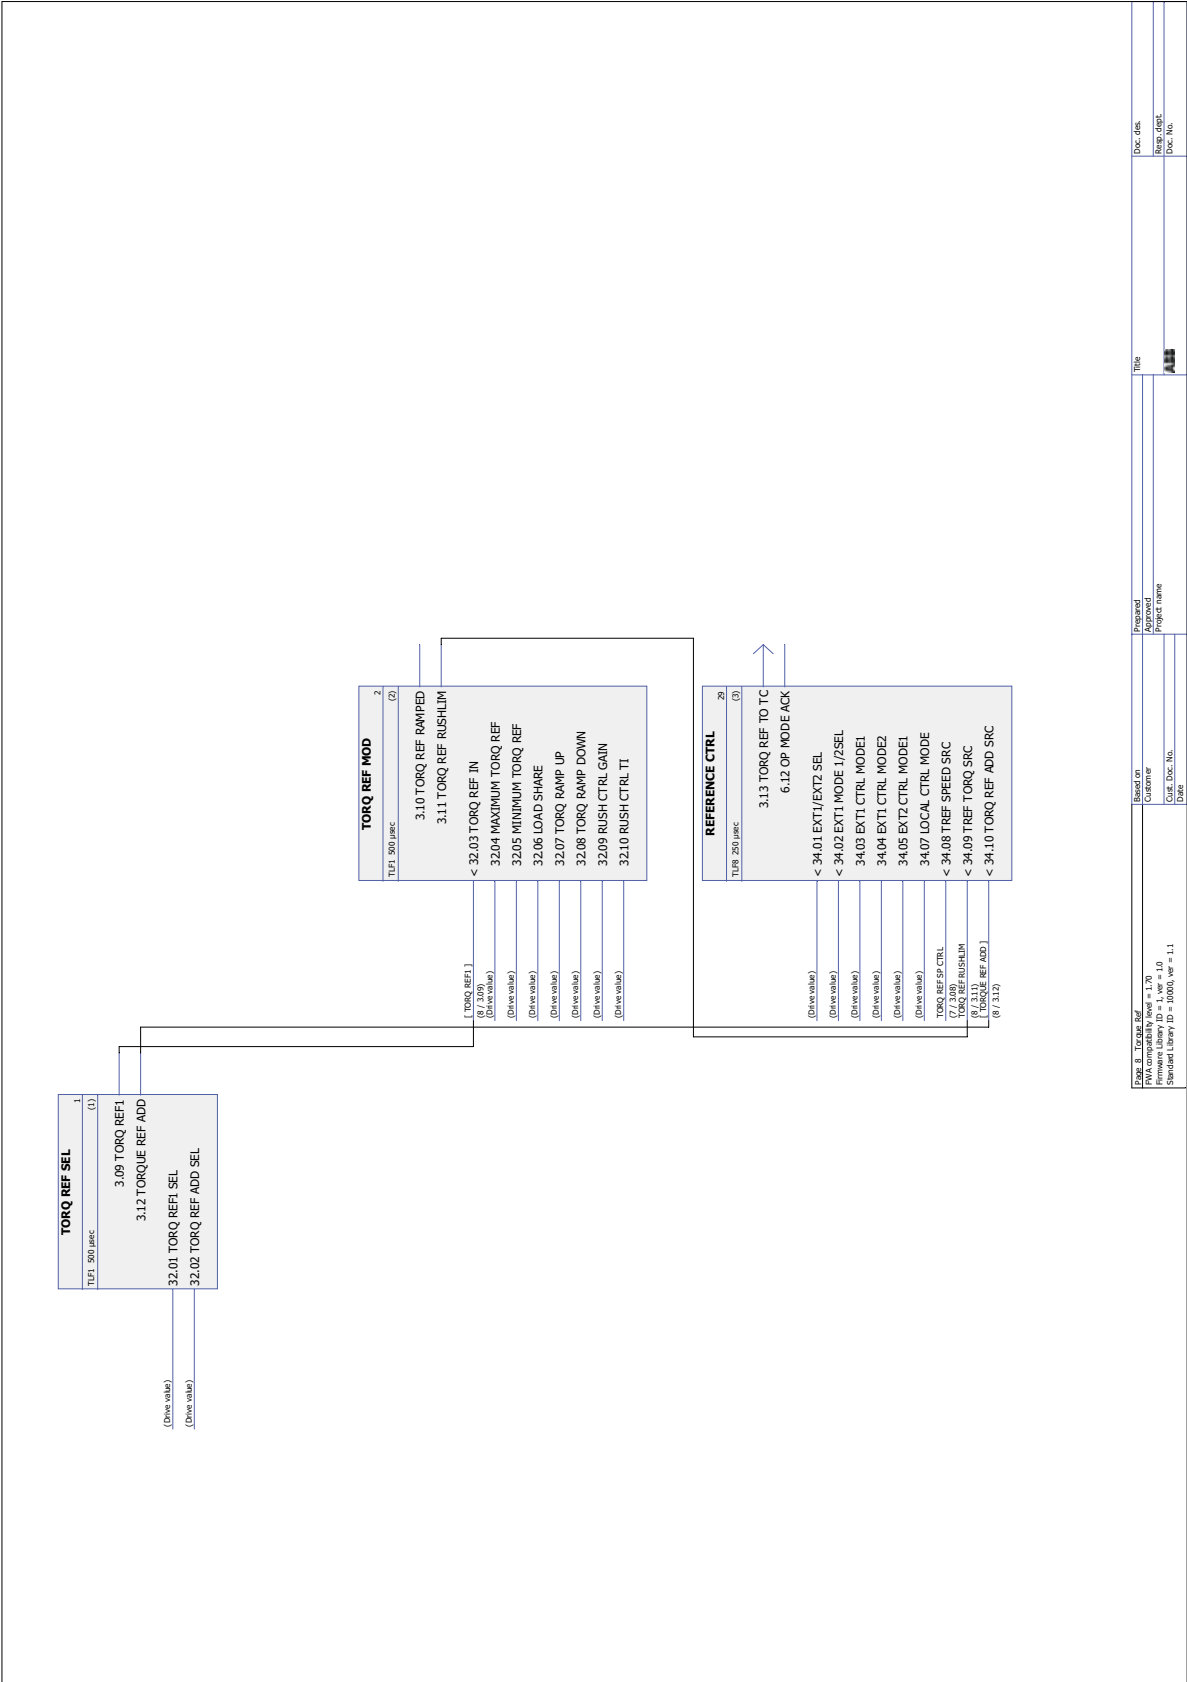 TORQ REF SEL
1
TLF1 500 µsec
(1)
3.09 TORQ REF1
3.12 TORQUE REF ADD
32.01 TORQ REF1 SEL
32.02 TORQ REF ADD SEL
(Drive value)
(Drive value)
TORQ REF MOD
2
TLF1 500 µsec
(2)
3.10 TORQ REF RAMPED
3.11 TORQ REF RUSHLIM
< 32.03 TORQ REF IN
32.04 MAXIMUM TORQ REF
32.05 MINIMUM TORQ REF
32.06 LOAD SHARE
32.07 TORQ RAMP UP
32.08 TORQ RAMP DOWN
32.09 RUSH CTRL GAIN
32.10 RUSH CTRL TI
[ TORQ REF1 ]
(8 / 3.09)
(Drive value)
(Drive value)
(Drive value)
(Drive value)
(Drive value)
(Drive value)
(Drive value)
REFERENCE CTRL
29
TLF8 250 µsec
(3)
3.13 TORQ REF TO TC
6.12 OP MODE ACK
< 34.01 EXT1/EXT2 SEL
< 34.02 EXT1 MODE 1/2SEL
34.03 EXT1 CTRL MODE1
34.04 EXT1 CTRL MODE2
34.05 EXT2 CTRL MODE1
34.07 LOCAL CTRL MODE
< 34.08 TREF SPEED SRC
< 34.09 TREF TORQ SRC
< 34.10 TORQ REF ADD SRC
(Drive value)
(Drive value)
(Drive value)
(Drive value)
(Drive value)
(Drive value)
TORQ REF SP CTRL
(7 / 3.08)
TORQ REF RUSHLIM
(8 / 3.11)
[ TORQUE REF ADD ]
(8 / 3.12)
Page 8 Torque Ref
FWA compatibility level = 1.70
Firmware Library ID = 1, ver = 1.0
Standard Library ID = 10000, ver = 1.1
Based on
Customer
Cust. Doc. No.
Date
Prepared
Approved
Project name
Title
ABB
Doc. des.
Resp. dept.
Doc. No.